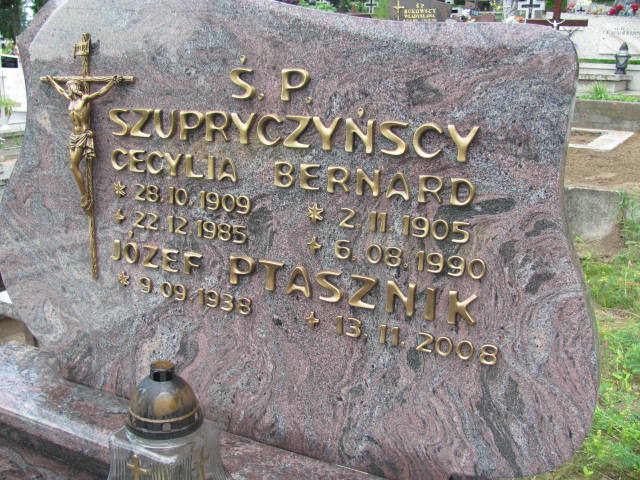 Ś. P.
SZUPRYCZYŃSCY
CECYLIA BERNARD
* 28.10.1909 * 2.11.1905
+ 22.12.1985 + 6.08.1990
JÓZEF PTASZNIK
* 9.09.1938 + 13.11.2008
Ś P
BUKOWSCY